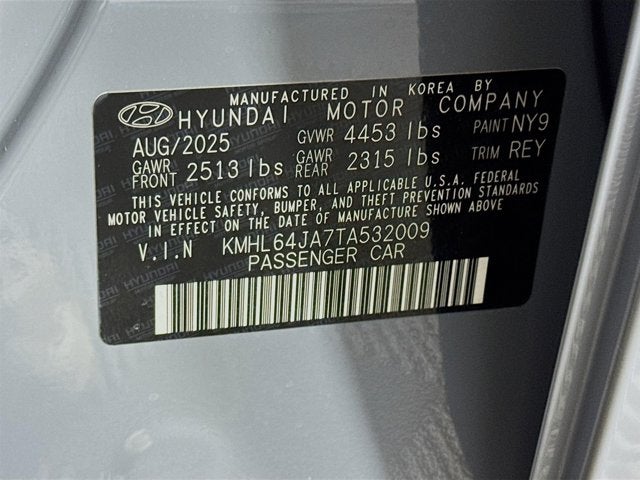 MANUFACTURED IN KOREA BY
HYUNDAI MOTOR COMPANY
AUG/2025 GVWR 4453 lbs PAINT NY9
GAWR FRONT 2513 lbs GAWR REAR 2315 lbs TRIM REY
THIS VEHICLE CONFORMS TO ALL APPLICABLE U.S.A. FEDERAL
MOTOR VEHICLE SAFETY, BUMPER, AND THEFT PREVENTION STANDARDS
IN EFFECT ON THE DATE OF MANUFACTURE SHOWN ABOVE.
V.I.N KMHL64JA7TA532009
PASSENGER CAR